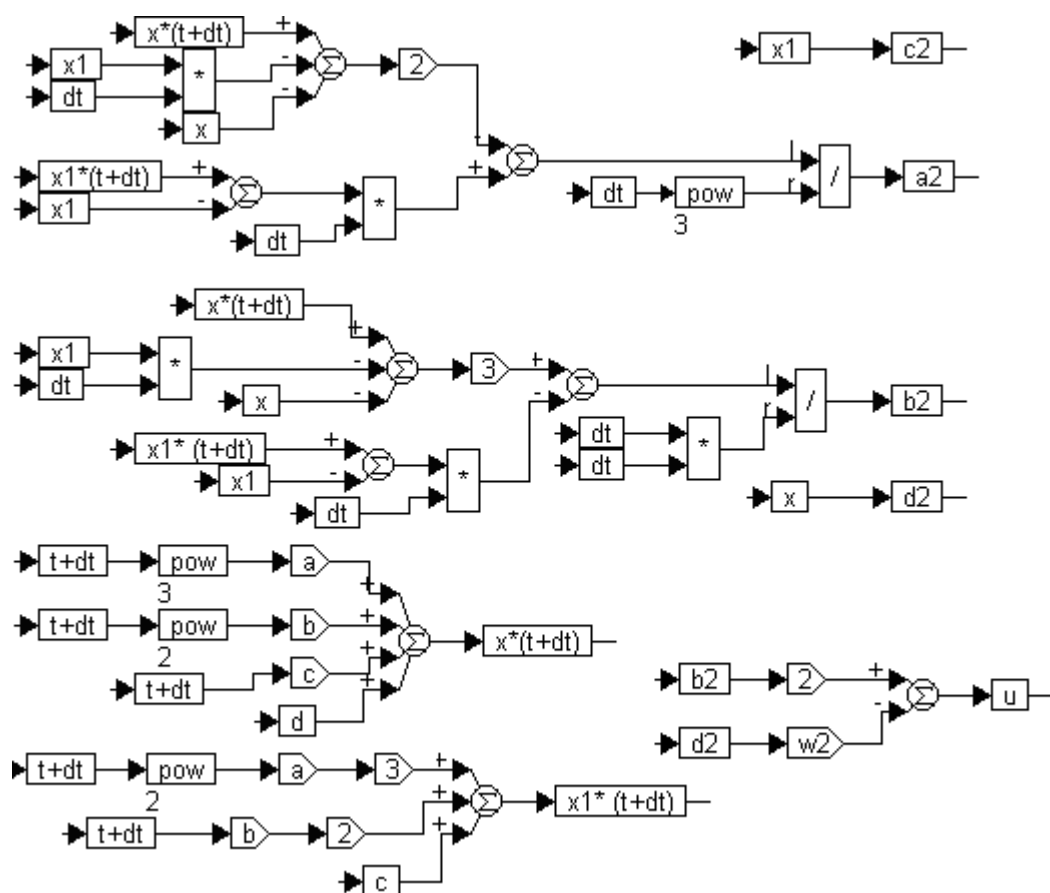 x*(t+dt) +
x1 * - Σ 2 x1 c2
dt -
x
- Σ
x1*(t+dt) + Σ + l / a2
x1 - * dt pow r
dt 3
x*(t+dt)
+
x1 * - Σ 3 + Σ l /
dt x - - r b2
x1* (t+dt) + Σ dt *
x1 - * dt
dt x d2
t+dt pow a
3 +
t+dt pow b + Σ x*(t+dt)
2
t+dt c +
d + b2 2 + Σ u
d2 w2 -
t+dt pow a 3 +
2 + Σ x1* (t+dt)
t+dt b 2
+
c